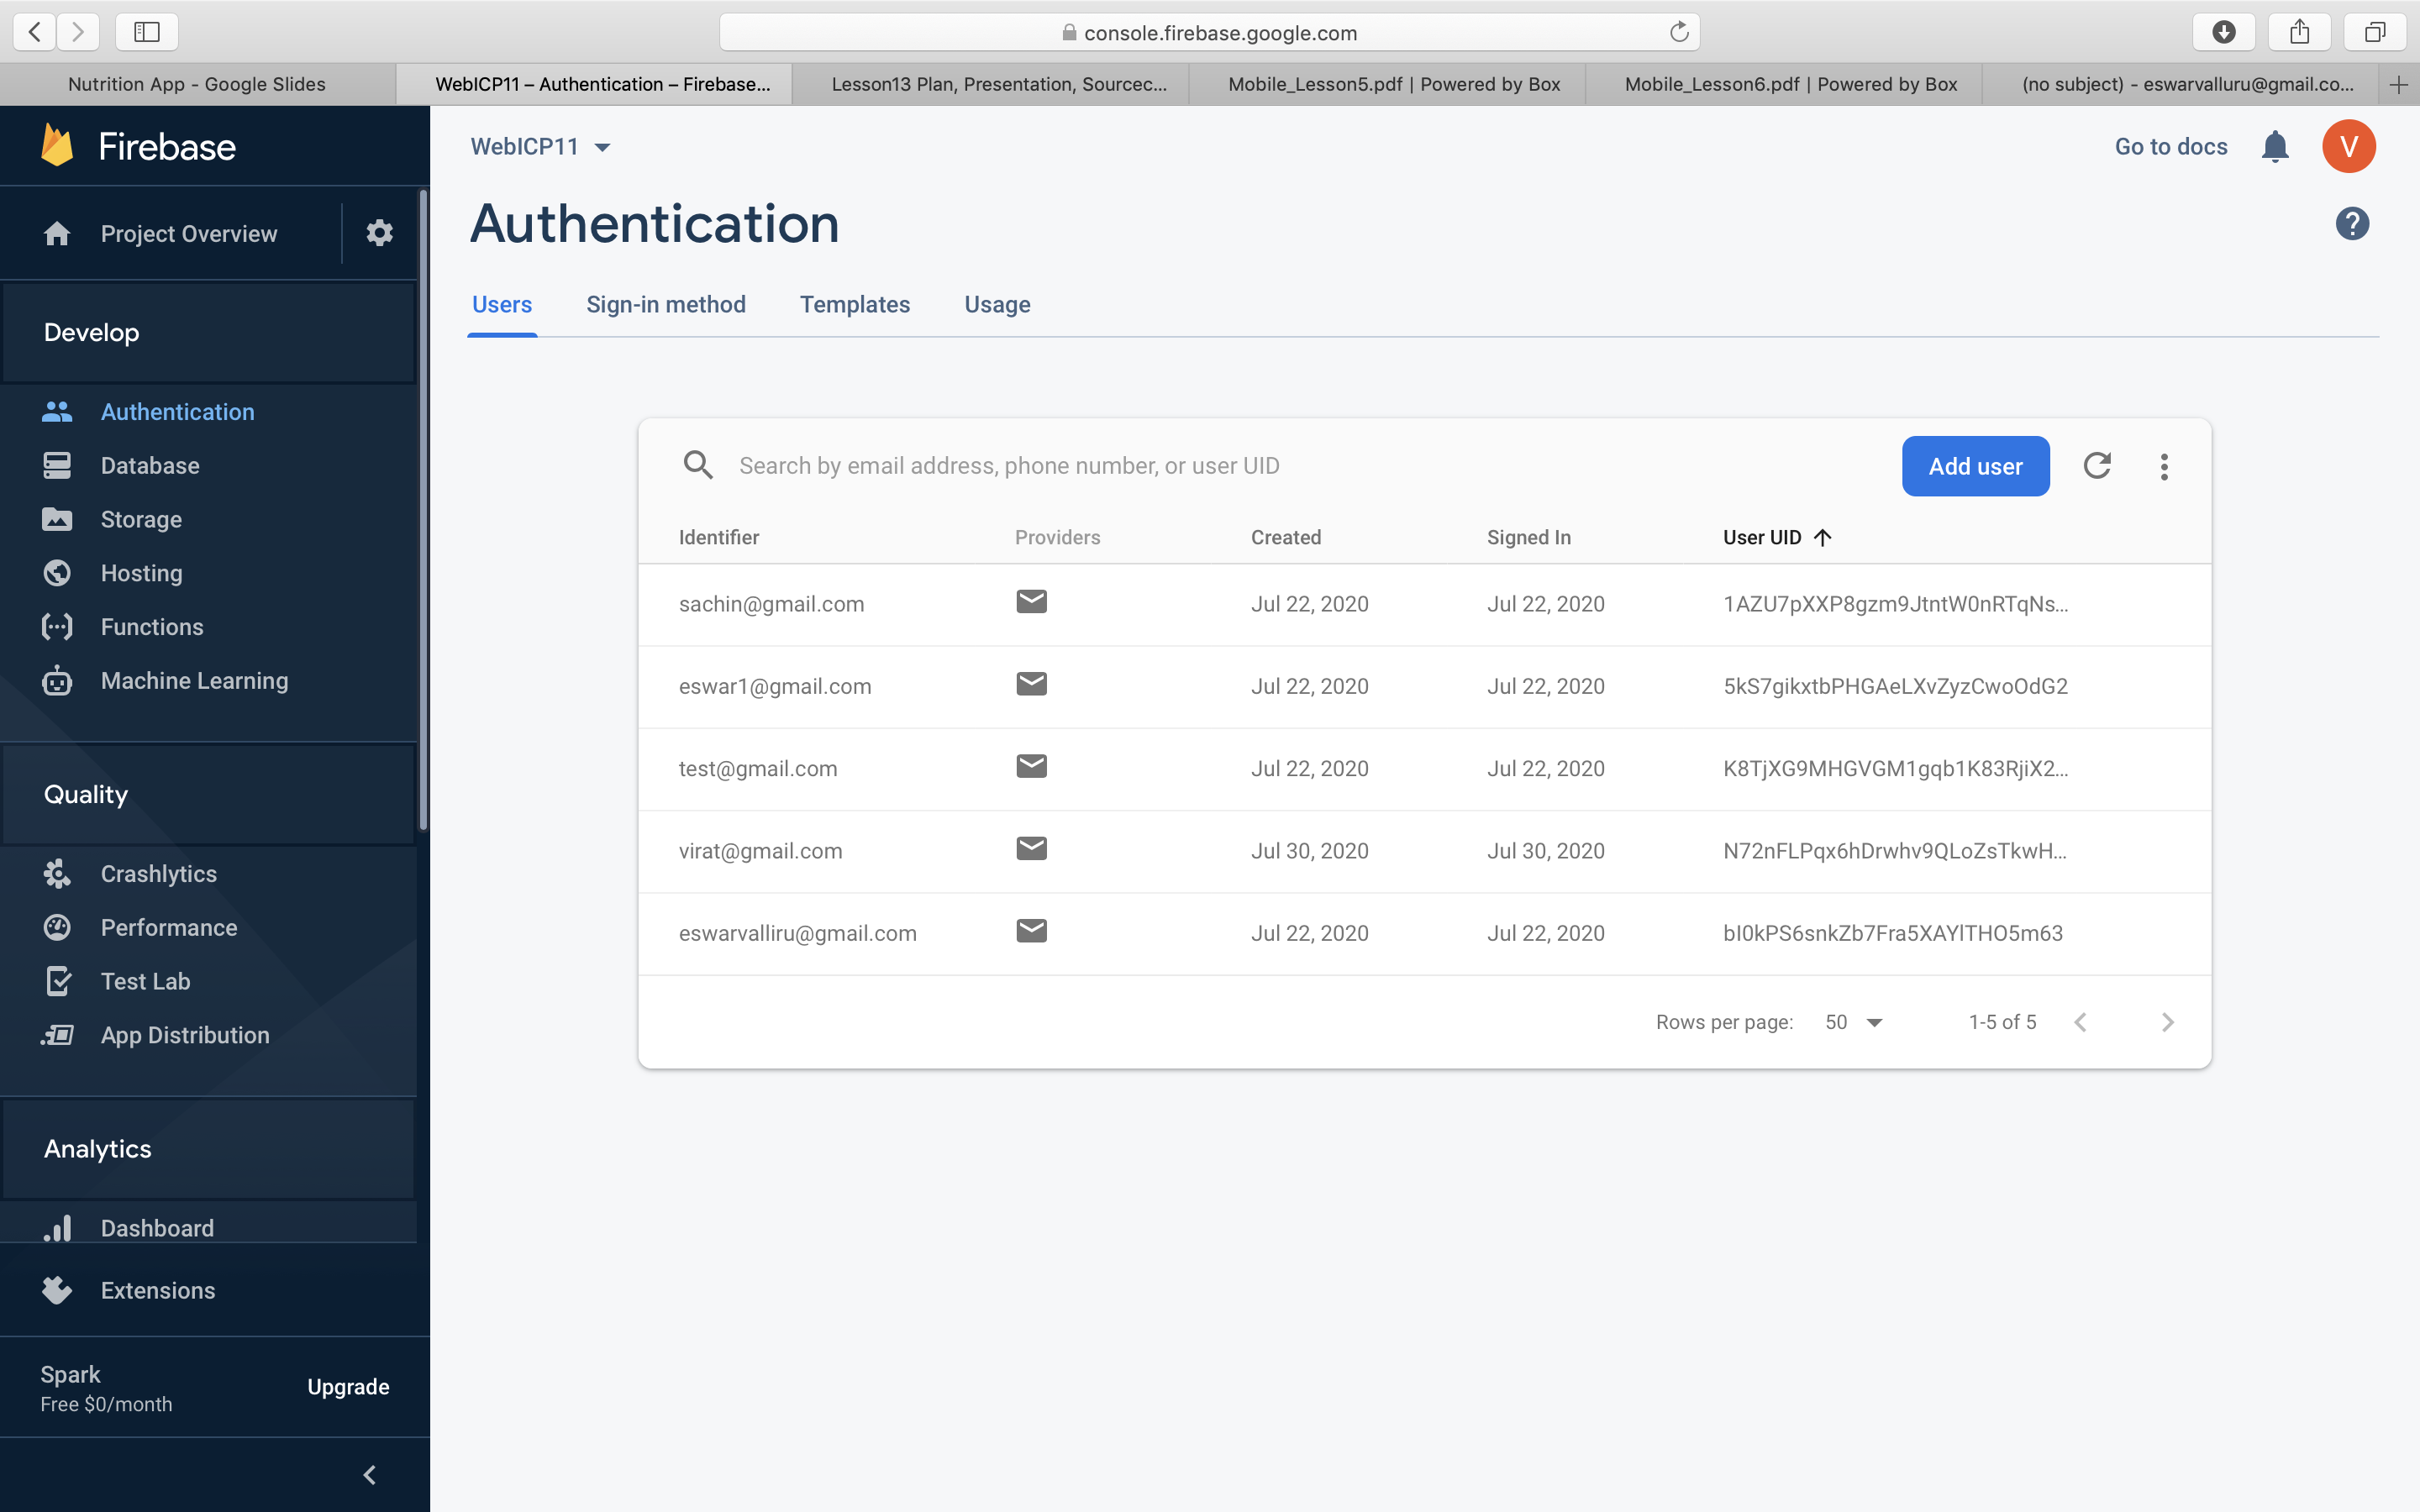 console.firebase.google.com
Nutrition App - Google Slides
WebICP11 – Authentication – Firebase...
Lesson13 Plan, Presentation, Sourcec...
Mobile_Lesson5.pdf | Powered by Box
Mobile_Lesson6.pdf | Powered by Box
(no subject) - eswarvalluru@gmail.co...
Firebase
Project Overview
Develop
Authentication
Database
Storage
Hosting
Functions
Machine Learning
Quality
Crashlytics
Performance
Test Lab
App Distribution
Analytics
Dashboard
Extensions
Spark
Free $0/month
Upgrade
WebICP11
Go to docs
V
Authentication
Users Sign-in method Templates Usage
Search by email address, phone number, or user UID
Add user
Identifier Providers Created Signed In User UID
sachin@gmail.com Jul 22, 2020 Jul 22, 2020 1AZU7pXXP8gzm9JtntW0nRTqNs...
eswar1@gmail.com Jul 22, 2020 Jul 22, 2020 5kS7gikxtbPHGAeLXvZyzCwoOdG2
test@gmail.com Jul 22, 2020 Jul 22, 2020 K8TjXG9MHGVGM1gqb1K83RjiX2...
virat@gmail.com Jul 30, 2020 Jul 30, 2020 N72nFLPqx6hDrwhv9QLoZsTkwH...
eswarvalliru@gmail.com Jul 22, 2020 Jul 22, 2020 bI0kPS6snkZb7Fra5XAYlTHO5m63
Rows per page: 50 1-5 of 5